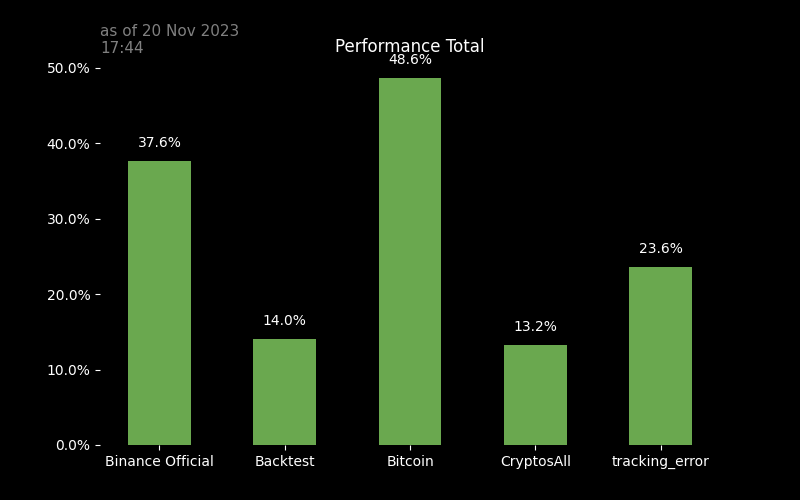 as of 20 Nov 2023
17:44
Performance Total
50.0%
40.0%
30.0%
20.0%
10.0%
0.0%
37.6%
14.0%
48.6%
13.2%
23.6%
Binance Official
Backtest
Bitcoin
CryptosAll
tracking_error